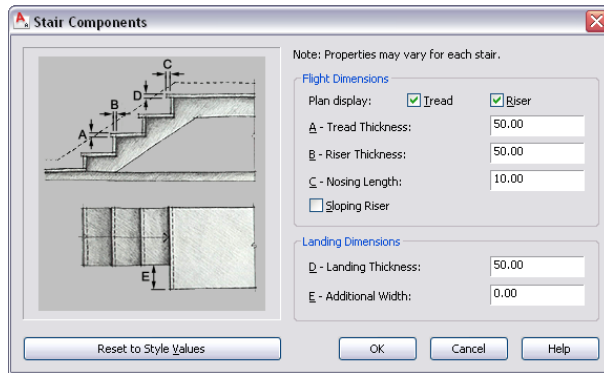 Stair Components
C
D
B
A
E
Note: Properties may vary for each stair.
Flight Dimensions
Plan display: Tread Riser
A - Tread Thickness: 50.00
B - Riser Thickness: 50.00
C - Nosing Length: 10.00
Sloping Riser
Landing Dimensions
D - Landing Thickness: 50.00
E - Additional Width: 0.00
Reset to Style Values
OK Cancel Help